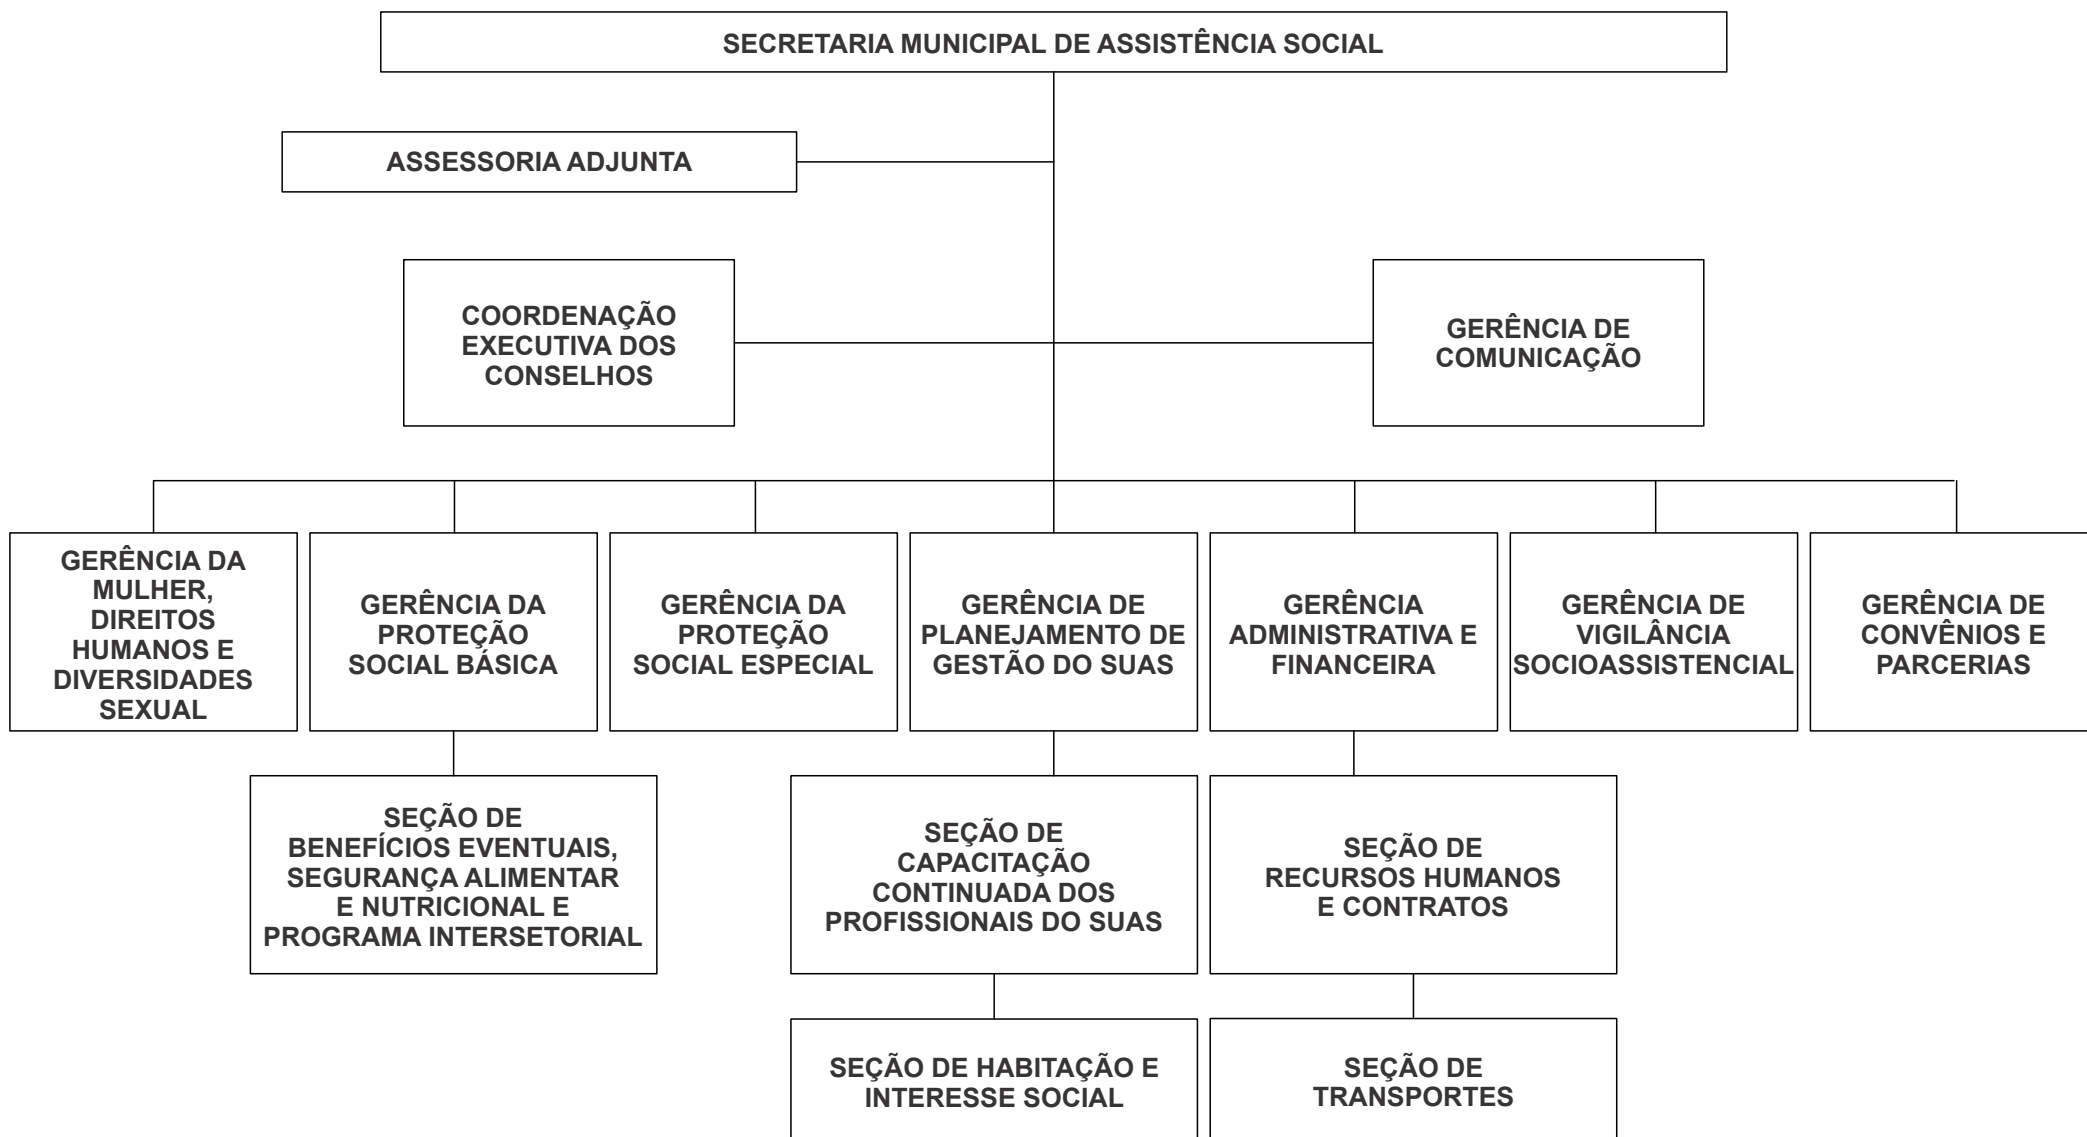 SECRETARIA MUNICIPAL DE ASSISTÊNCIA SOCIAL
ASSESSORIA ADJUNTA
COORDENAÇÃO
EXECUTIVA DOS
CONSELHOS
GERÊNCIA DE
COMUNICAÇÃO
GERÊNCIA DA
MULHER,
DIREITOS
HUMANOS E
DIVERSIDADES
SEXUAL
GERÊNCIA DA
PROTEÇÃO
SOCIAL BÁSICA
GERÊNCIA DA
PROTEÇÃO
SOCIAL ESPECIAL
GERÊNCIA DE
PLANEJAMENTO DE
GESTÃO DO SUAS
GERÊNCIA
ADMINISTRATIVA E
FINANCEIRA
GERÊNCIA DE
VIGILÂNCIA
SOCIOASSISTENCIAL
GERÊNCIA DE
CONVÊNIOS E
PARCERIAS
SEÇÃO DE
BENEFÍCIOS EVENTUAIS,
SEGURANÇA ALIMENTAR
E NUTRICIONAL E
PROGRAMA INTERSETORIAL
SEÇÃO DE
CAPACITAÇÃO
CONTINUADA DOS
PROFISSIONAIS DO SUAS
SEÇÃO DE
RECURSOS HUMANOS
E CONTRATOS
SEÇÃO DE HABITAÇÃO E
INTERESSE SOCIAL
SEÇÃO DE
TRANSPORTES